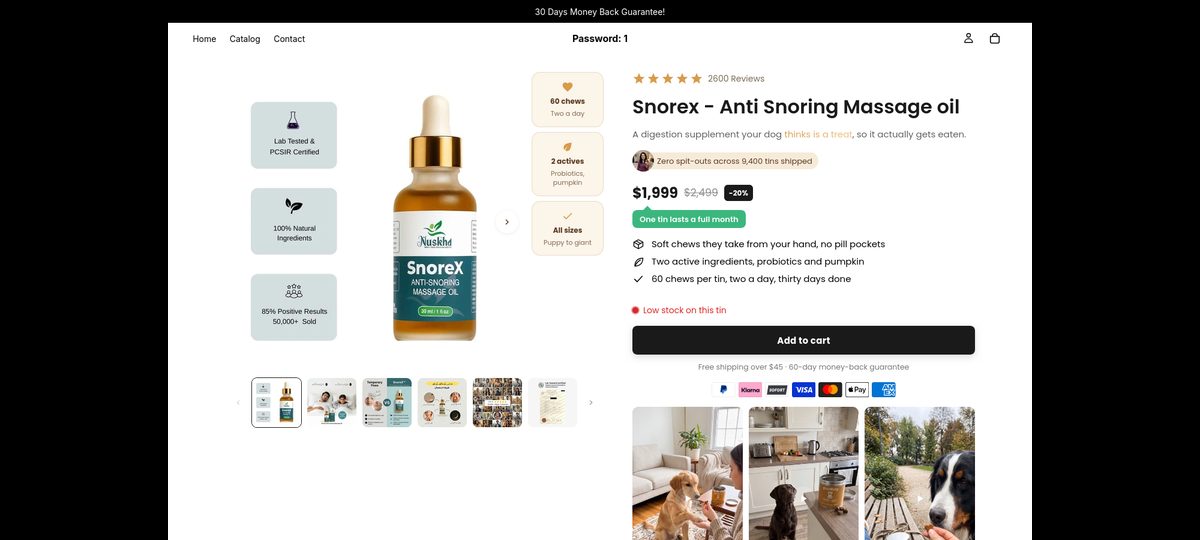 30 Days Money Back Guarantee!
Home Catalog Contact
Password: 1
Lab Tested &
PCSIR Certified
100% Natural
Ingredients
85% Positive Results
50,000+ Sold
Nuskha
SnoreX
ANTI-SNORING
MASSAGE OIL
30 ml / 1 fl oz
60 chews
Two a day
2 actives
Probiotics,
pumpkin
All sizes
Puppy to giant
2600 Reviews
Snorex - Anti Snoring Massage oil
A digestion supplement your dog thinks is a treat, so it actually gets eaten.
Zero spit-outs across 9,400 tins shipped
$1,999 $2,499 -20%
One tin lasts a full month
Soft chews they take from your hand, no pill pockets
Two active ingredients, probiotics and pumpkin
60 chews per tin, two a day, thirty days done
Low stock on this tin
Add to cart
Free shipping over $45 · 60-day money-back guarantee
Klarna SOFORT VISA mastercard Pay AM EX